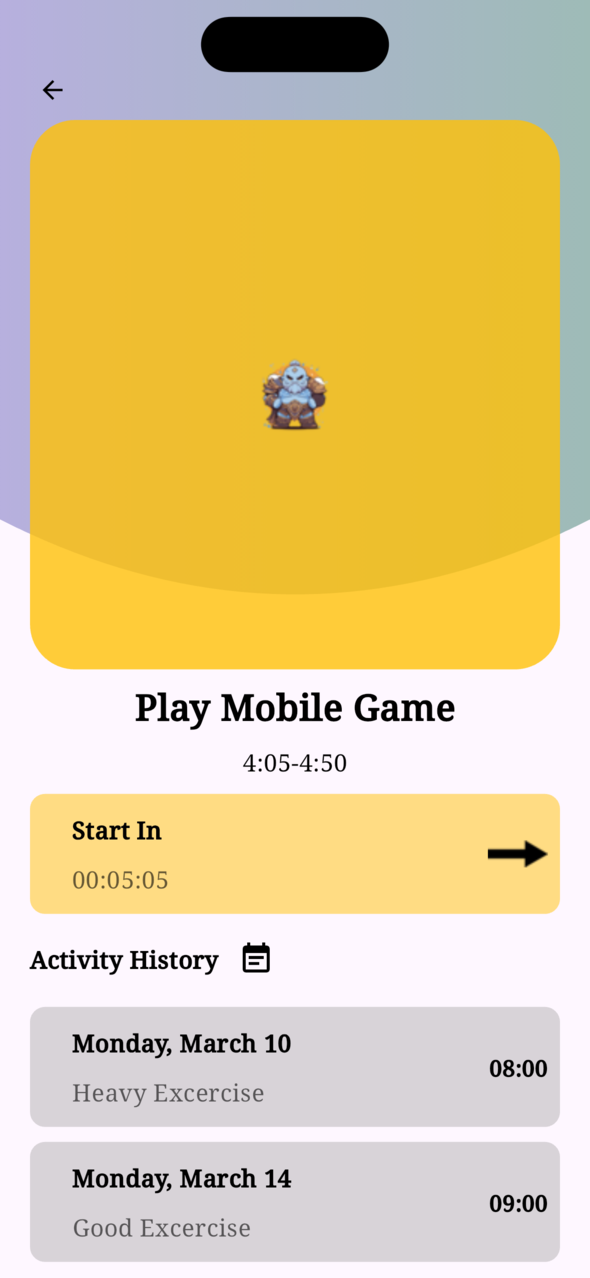 Play Mobile Game
4:05-4:50
Start In
00:05:05
Activity History
Monday, March 10
08:00
Heavy Excercise
Monday, March 14
09:00
Good Excercise